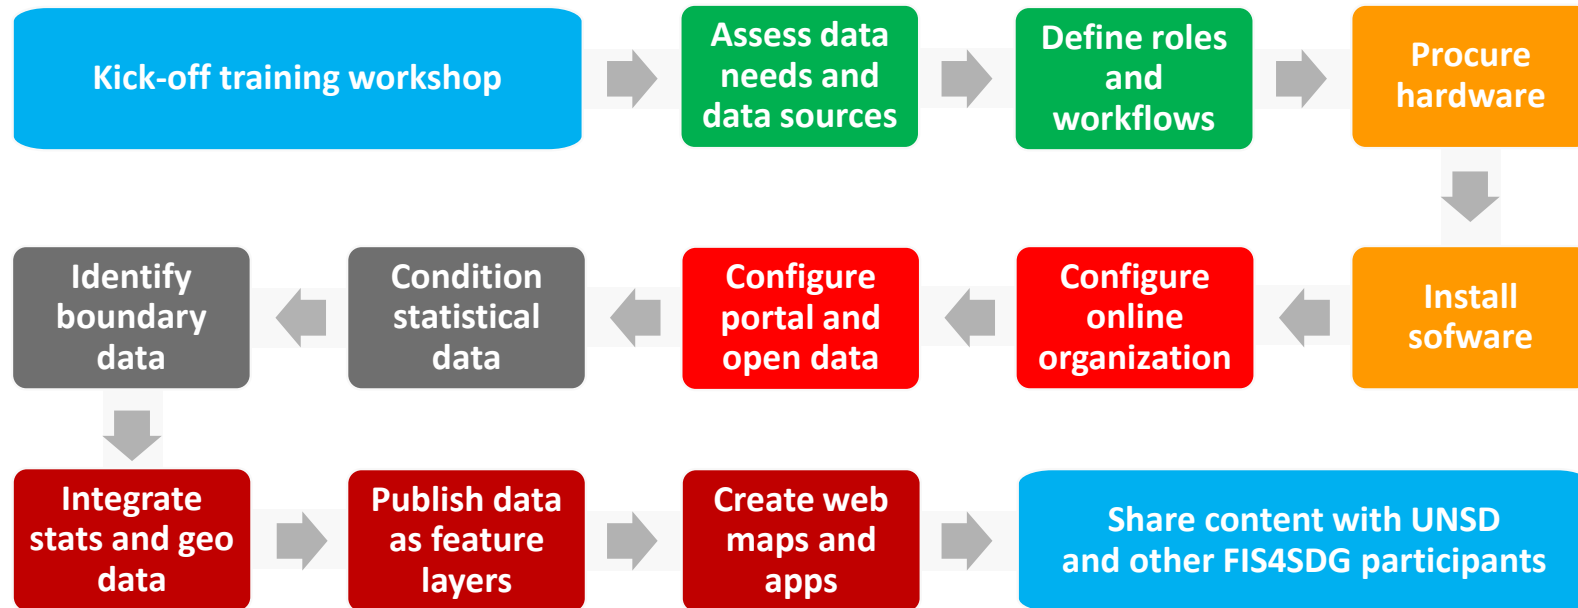 Kick-off training workshop
Assess data
needs and
data sources
Define roles
and
workflows
Procure
hardware
Identify
boundary
data
Condition
statistical
data
Configure
portal and
open data
Configure
online
organization
Install
sofware
Integrate
stats and geo
data
Publish data
as feature
layers
Create web
maps and
apps
Share content with UNSD
and other FIS4SDG participants